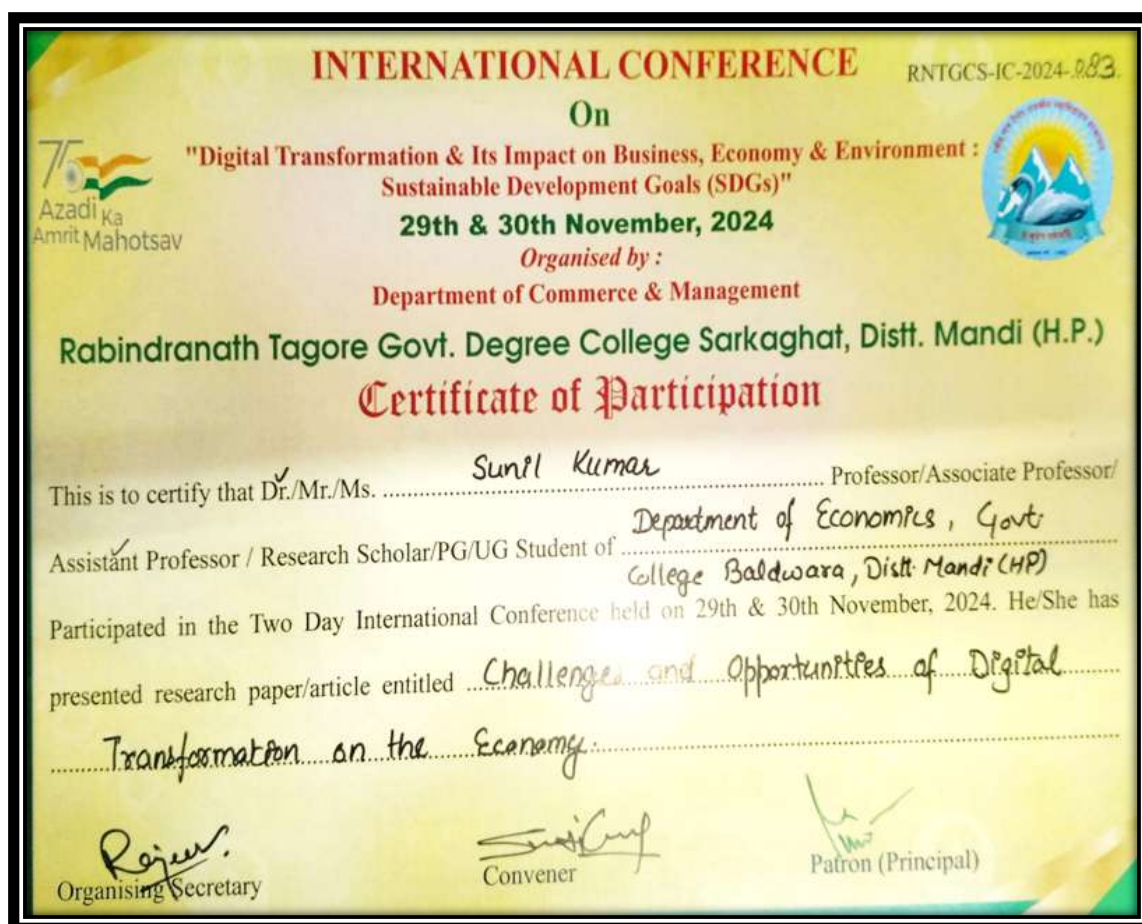 INTERNATIONAL CONFERENCE
RNTGCS-IC-2024-083.
On
"Digital Transformation & Its Impact on Business, Economy & Environment :
Sustainable Development Goals (SDGs)"
75
Azadi Ka
Amrit Mahotsav
29th & 30th November, 2024
Organised by :
Department of Commerce & Management
Rabindranath Tagore Govt. Degree College Sarkaghat, Distt. Mandi (H.P.)
Certificate of Participation
This is to certify that Dr./Mr./Ms. Sunil Kumar Professor/Associate Professor/
Assistant Professor / Research Scholar/PG/UG Student of Department of Economics, Govt.
College Baldwara, Distt. Mandi (HP)
Participated in the Two Day International Conference held on 29th & 30th November, 2024. He/She has
presented research paper/article entitled Challenges and Opportunities of Digital
Transformation on the Economy.
Rajeev.
Organising Secretary
Convener
Patron (Principal)